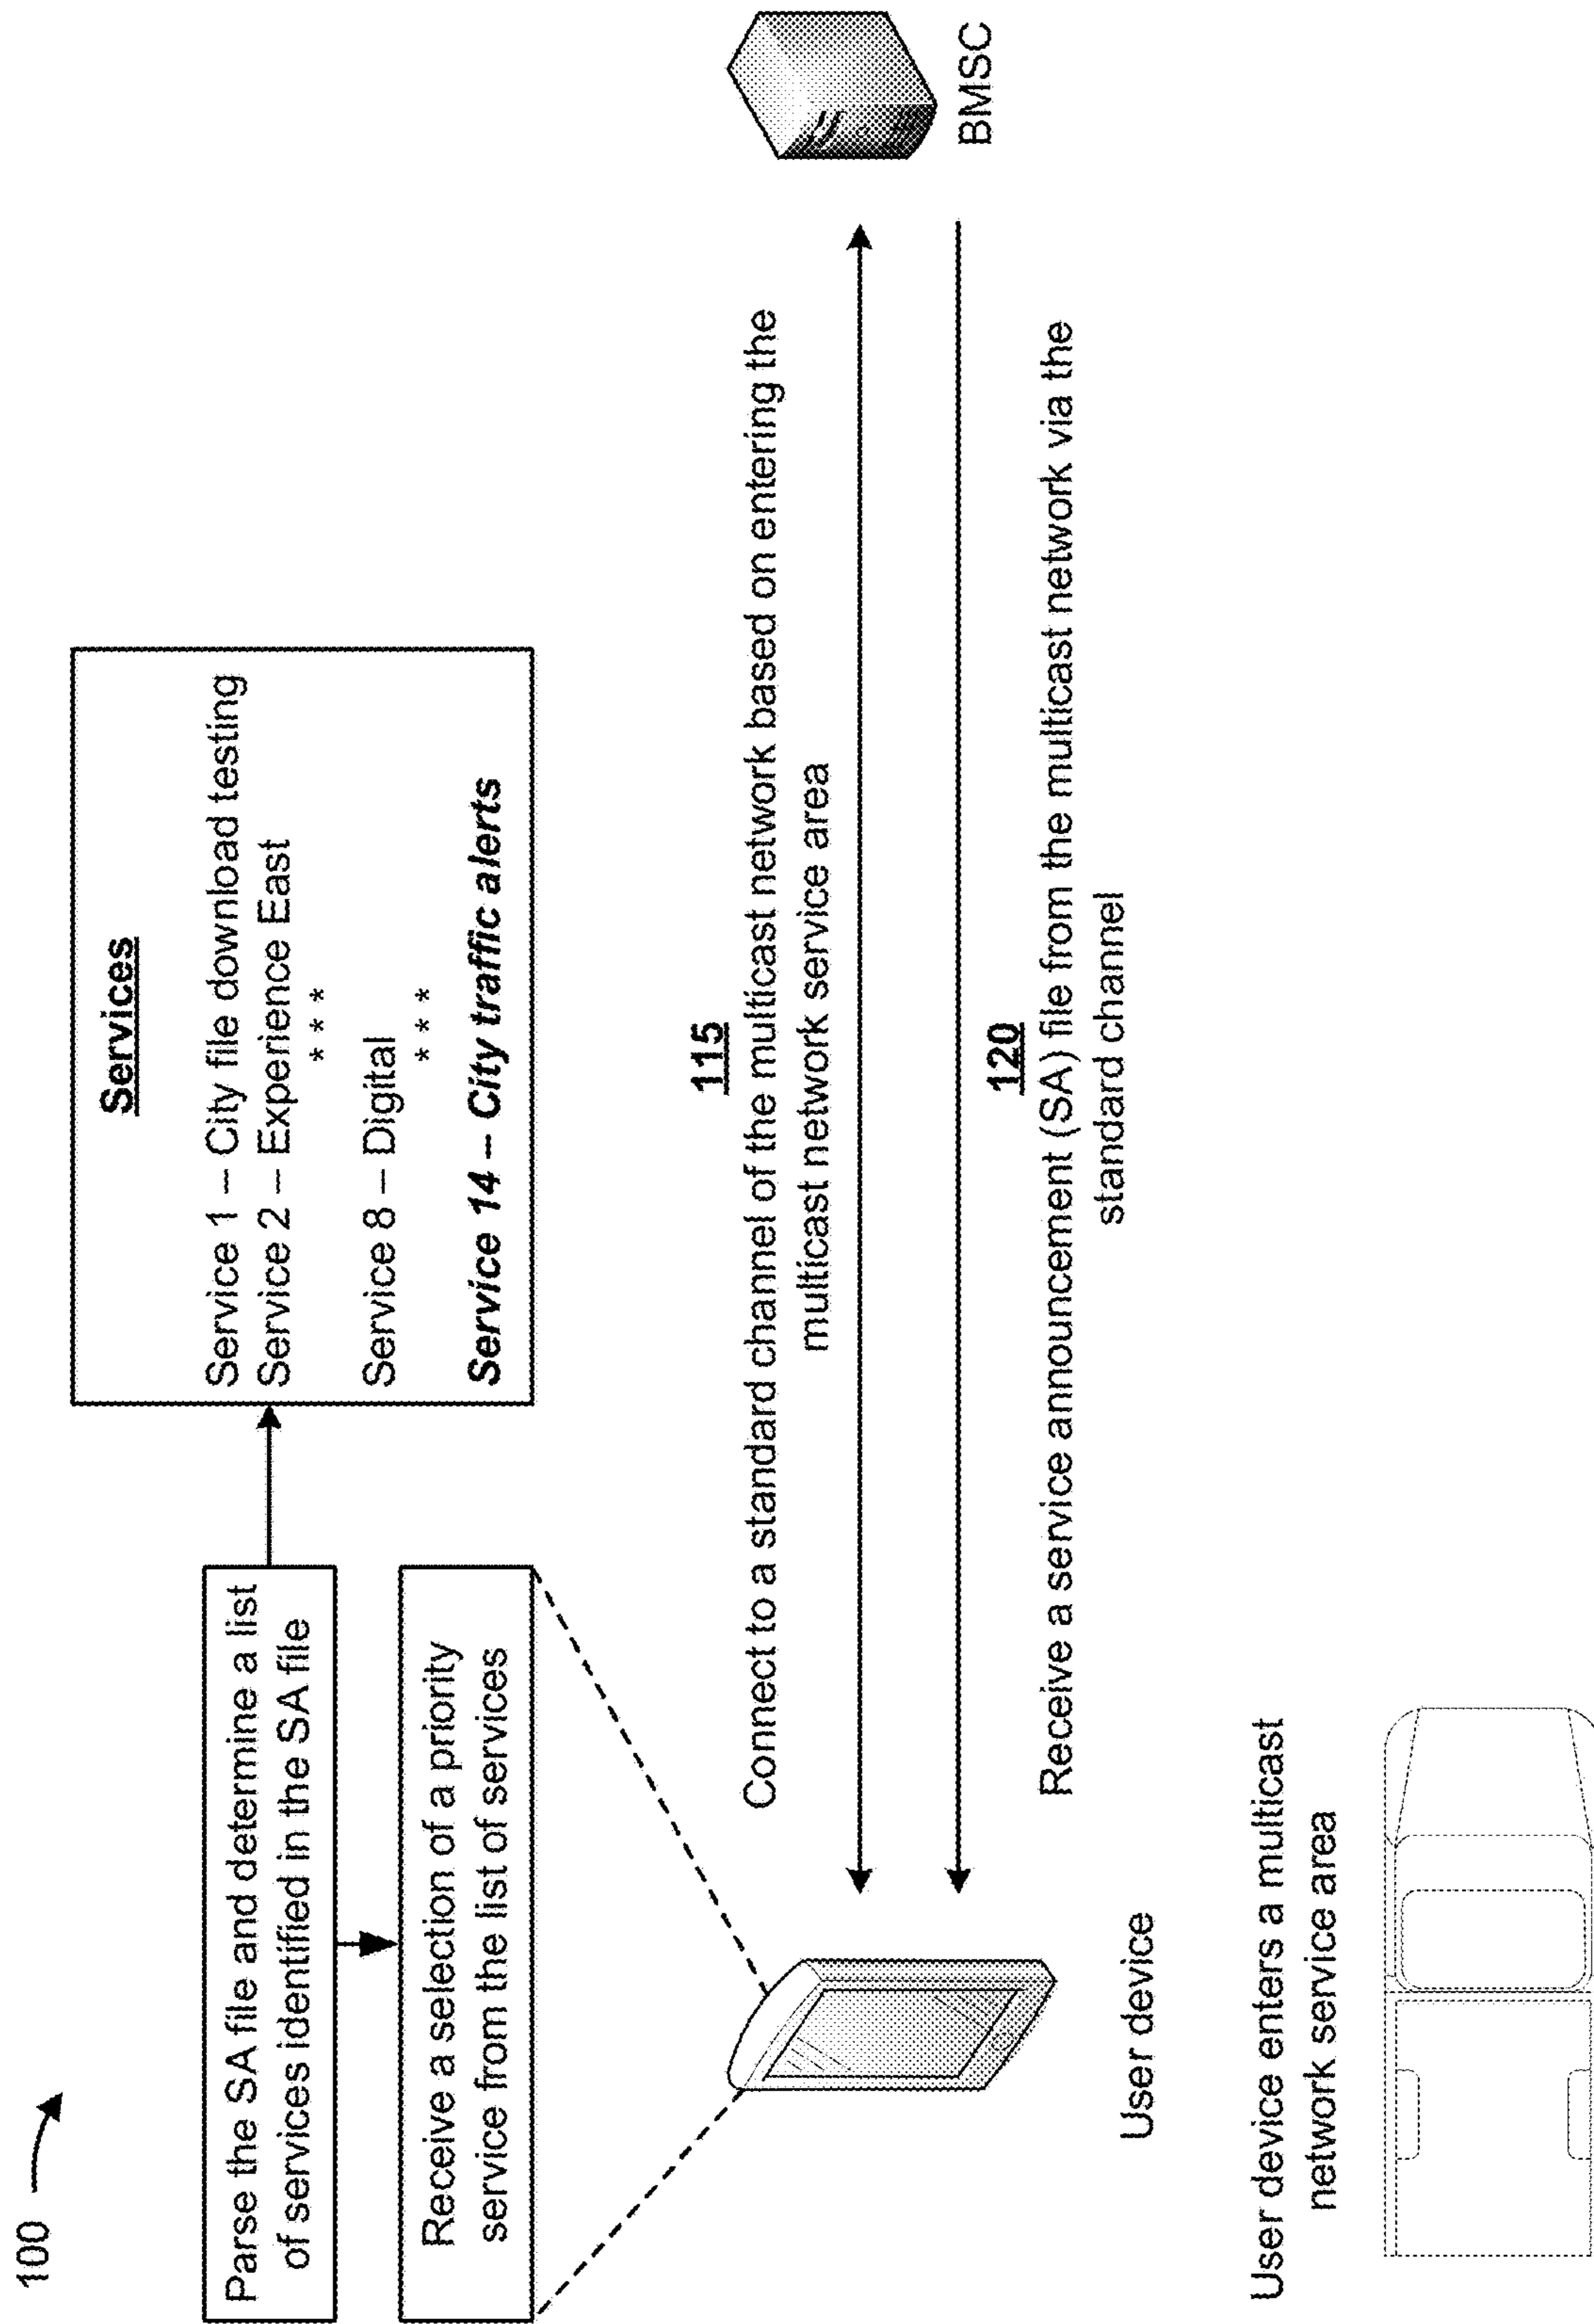 100
Parse the SA file and determine a list
of services identified in the SA file
Receive a selection of a priority
service from the list of services
Services
Service 1 – City file download testing
Service 2 – Experience East
* * *
Service 8 – Digital
* * *
Service 14 – City traffic alerts
115
Connect to a standard channel of the multicast network based on entering the
multicast network service area
120
Receive a service announcement (SA) file from the multicast network via the
standard channel
BMSC
User device
User device enters a multicast
network service area